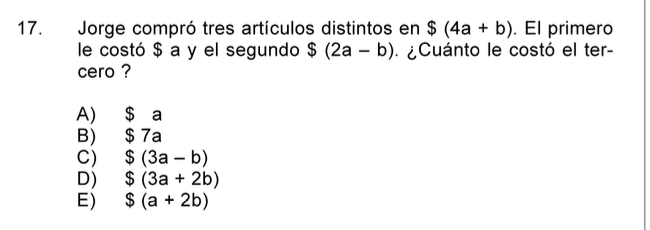 17. Jorge compró tres artículos distintos en $ (4a + b). El primero
le costó $ a y el segundo $ (2a – b). ¿Cuánto le costó el ter-
cero ?
A) $ a
B) $ 7a
C) $ (3a – b)
D) $ (3a + 2b)
E) $ (a + 2b)